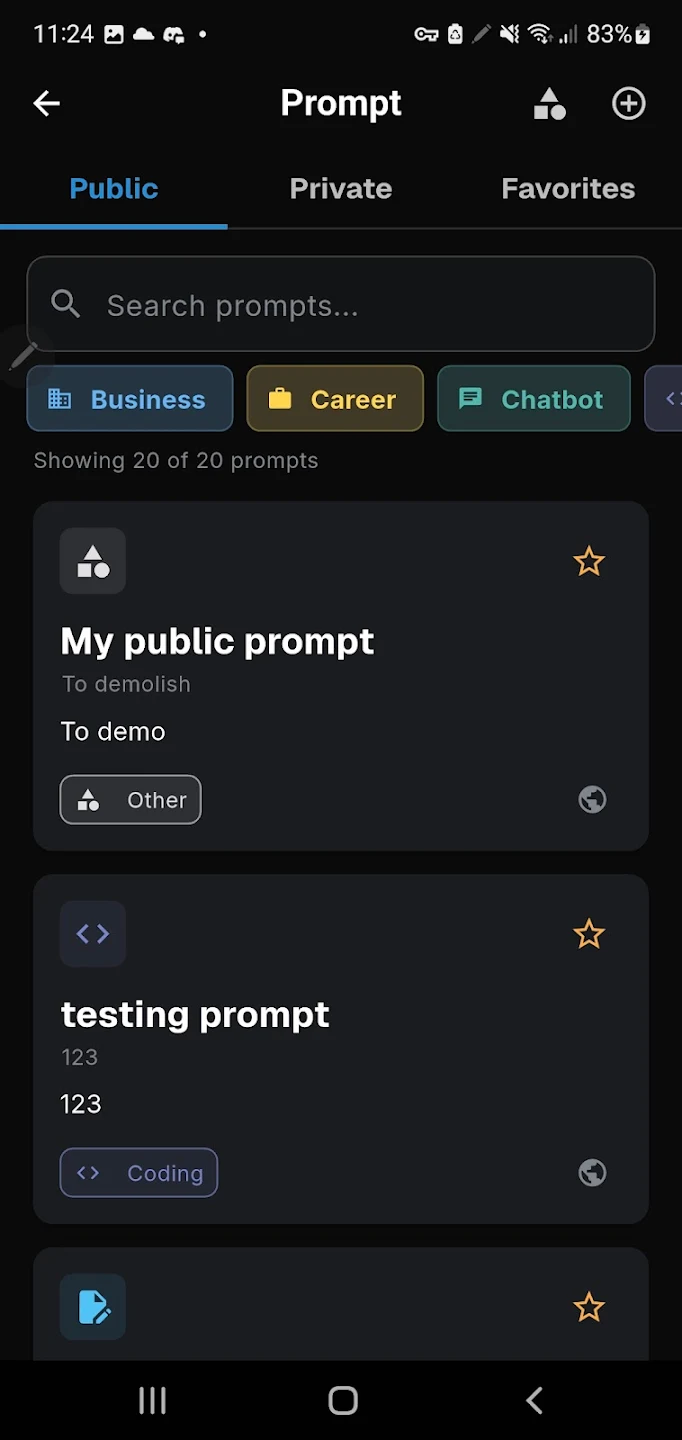 11:24
83%
Prompt
Public Private Favorites
Search prompts...
Business Career Chatbot
Showing 20 of 20 prompts
My public prompt
To demolish
To demo
Other
testing prompt
123
123
Coding